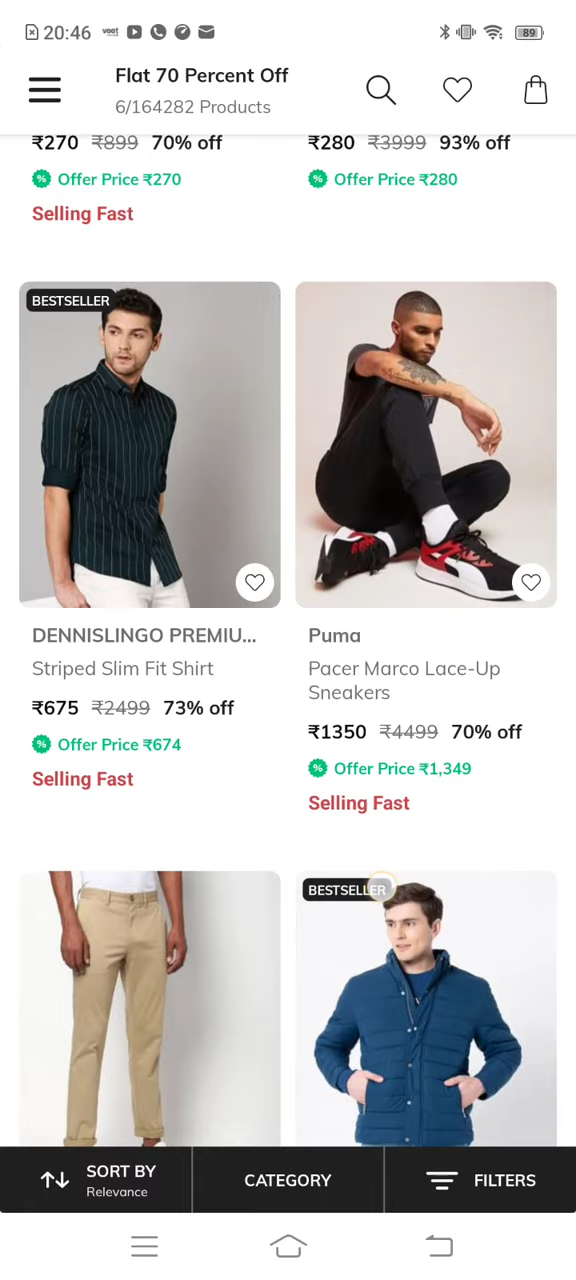 20:46
voot
89
Flat 70 Percent Off
6/164282 Products
₹270 ₹899 70% off
Offer Price ₹270
Selling Fast
₹280 ₹3999 93% off
Offer Price ₹280
BESTSELLER
DENNISLINGO PREMIU...
Striped Slim Fit Shirt
₹675 ₹2499 73% off
Offer Price ₹674
Selling Fast
Puma
Pacer Marco Lace-Up
Sneakers
₹1350 ₹4499 70% off
Offer Price ₹1,349
Selling Fast
BESTSELLER
SORT BY
Relevance
CATEGORY
FILTERS